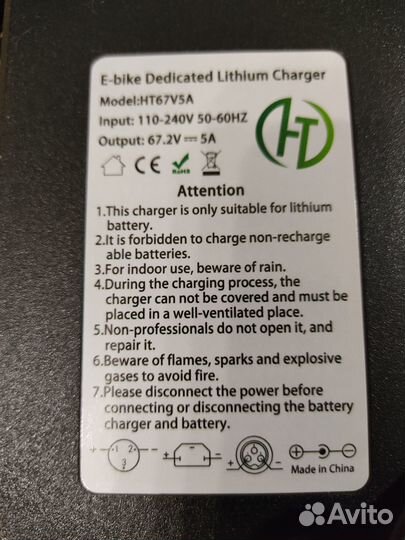 E-bike Dedicated Lithium Charger
Model:HT67V5A
Input: 110-240V 50-60HZ
Output: 67.2V⎓5A
HT
CE
RoHS
Attention
1.This charger is only suitable for lithium
battery.
2.It is forbidden to charge non-recharge
able batteries.
3.For indoor use, beware of rain.
4.During the charging process, the
charger can not be covered and must be
placed in a well-ventilated place.
5.Non-professionals do not open it, and
repair it.
6.Beware of flames, sparks and explosive
gases to avoid fire.
7.Please disconnect the power before
connecting or disconnecting the battery
charger and battery.
- 1 2 +
3
+ -
+ -
+ -
Made in China
Avito